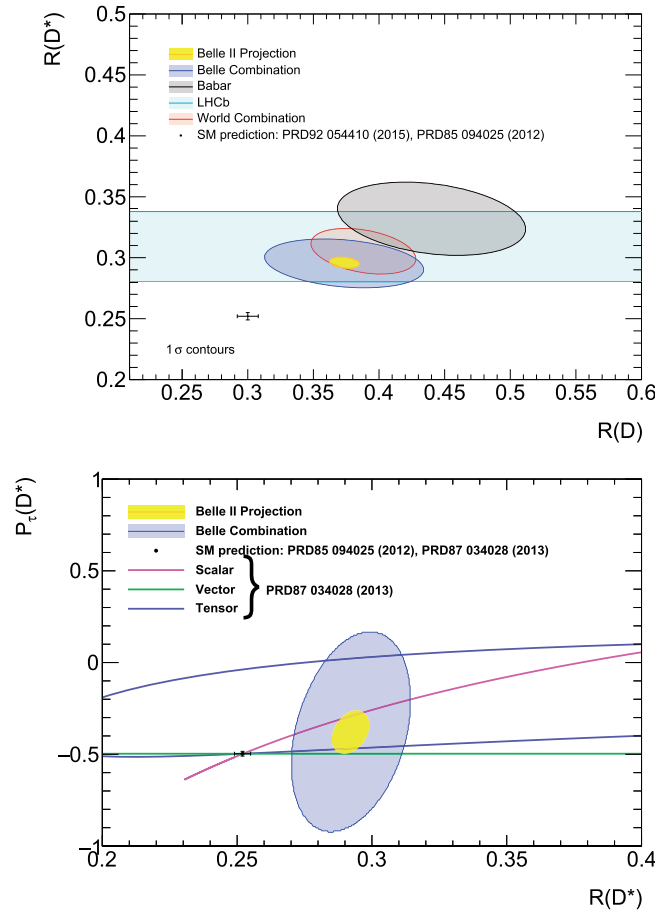 R(D*)
0.5
0.45
0.4
0.35
0.3
0.25
0.2
Belle II Projection
Belle Combination
Babar
LHCb
World Combination
SM prediction: PRD92 054410 (2015), PRD85 094025 (2012)
1 σ contours
0.25 0.3 0.35 0.4 0.45 0.5 0.55 0.6
R(D)
Pτ(D*)
1
0.5
0
−0.5
−1
Belle II Projection
Belle Combination
SM prediction: PRD85 094025 (2012), PRD87 034028 (2013)
Scalar
Vector
Tensor
} PRD87 034028 (2013)
0.2 0.25 0.3 0.35 0.4
R(D*)